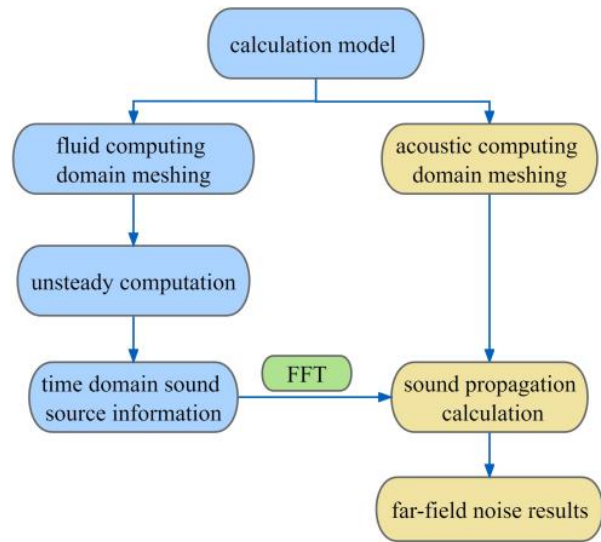 calculation model
fluid computing
domain meshing
acoustic computing
domain meshing
unsteady computation
time domain sound
source information
FFT
sound propagation
calculation
far-field noise results